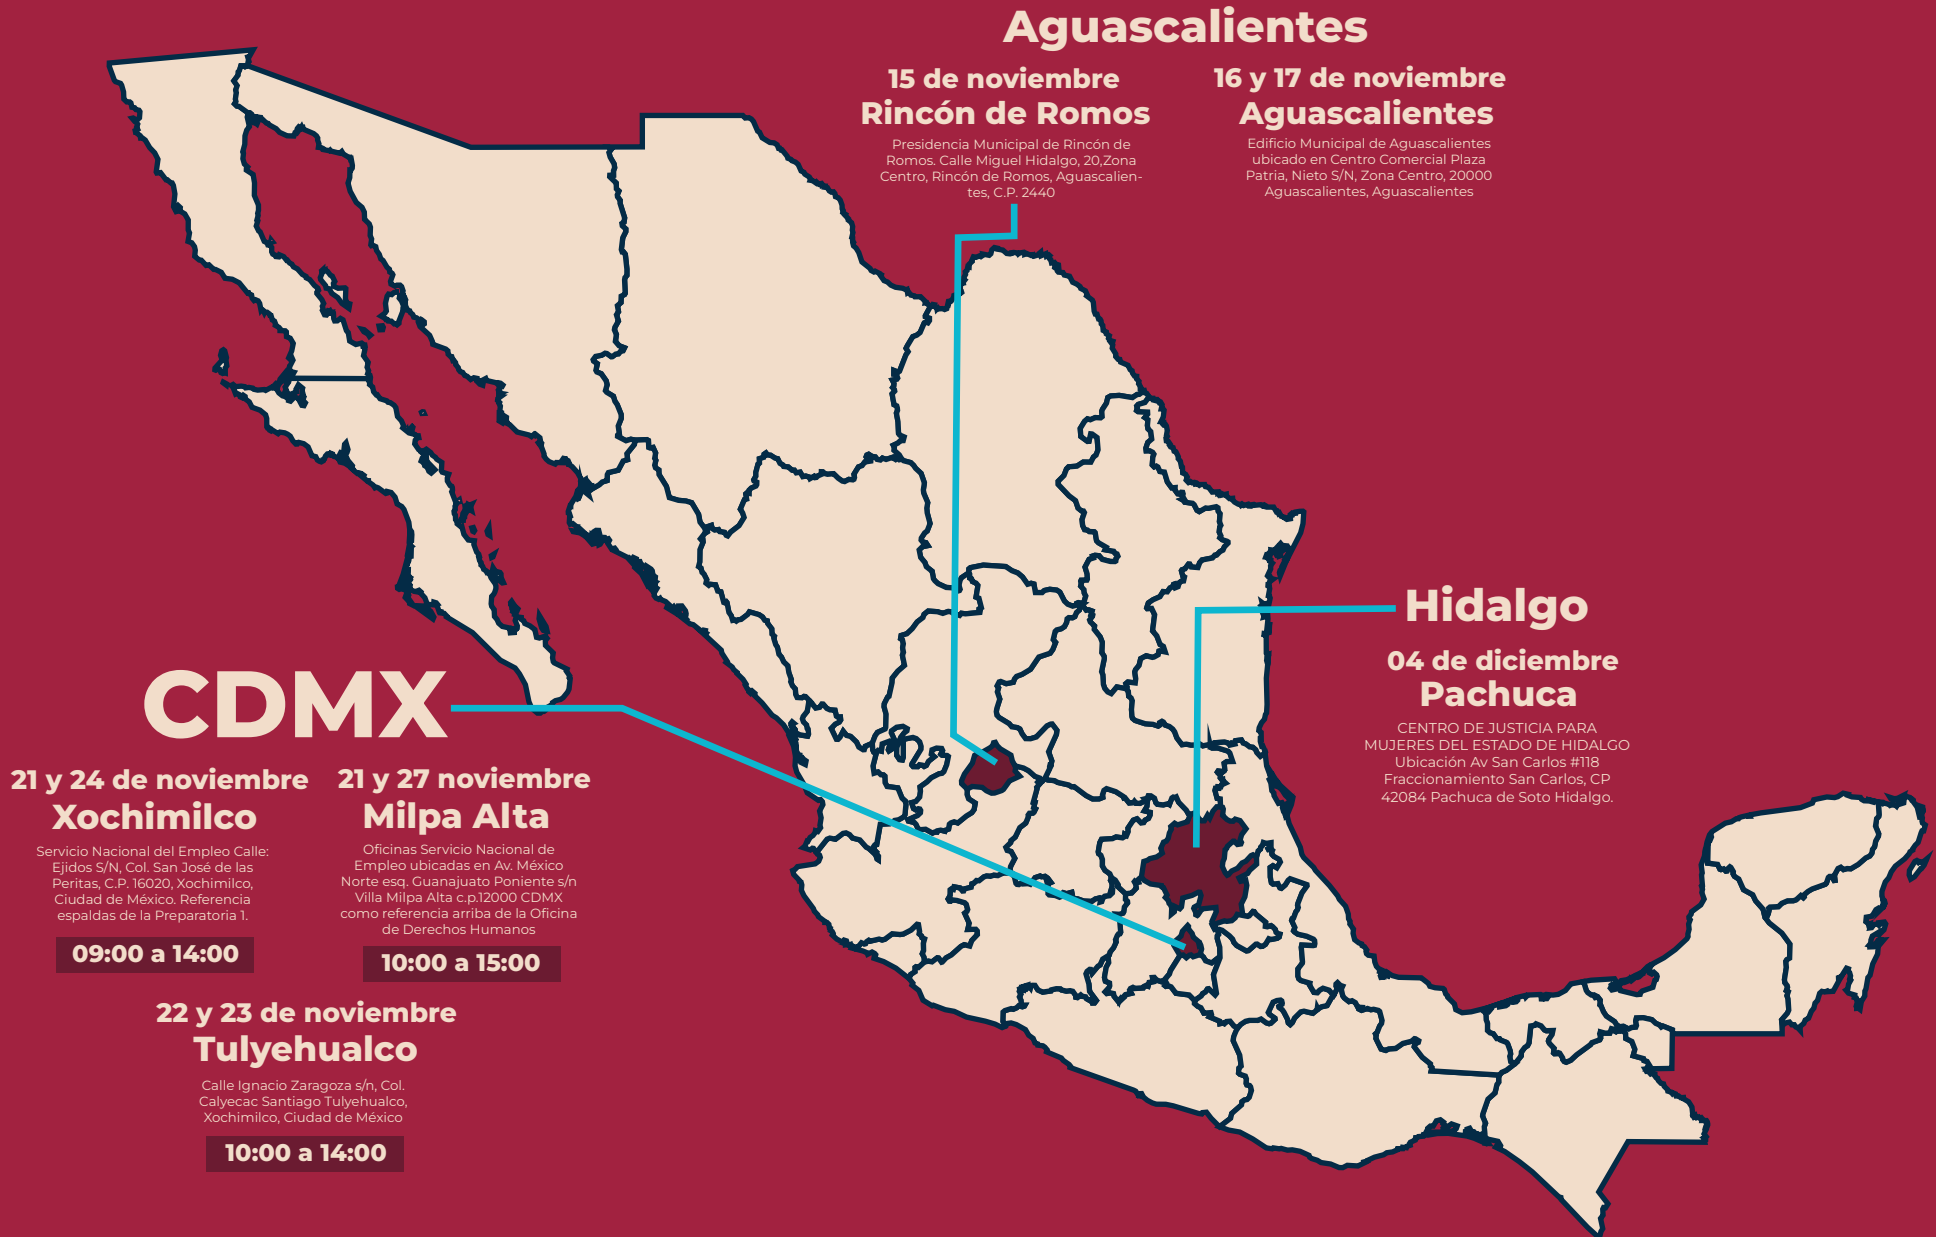 Aguascalientes
15 de noviembre
Rincón de Romos
Presidencia Municipal de Rincón de
Romos. Calle Miguel Hidalgo, 20,Zona
Centro, Rincón de Romos, Aguascalien-
tes, C.P. 2440
16 y 17 de noviembre
Aguascalientes
Edificio Municipal de Aguascalientes
ubicado en Centro Comercial Plaza
Patria, Nieto S/N, Zona Centro, 20000
Aguascalientes, Aguascalientes
Hidalgo
04 de diciembre
Pachuca
CENTRO DE JUSTICIA PARA
MUJERES DEL ESTADO DE HIDALGO
Ubicación Av San Carlos #118
Fraccionamiento San Carlos, CP
42084 Pachuca de Soto Hidalgo.
CDMX
21 y 24 de noviembre
Xochimilco
Servicio Nacional del Empleo Calle:
Ejidos S/N, Col. San José de las
Peritas, C.P. 16020, Xochimilco,
Ciudad de México. Referencia
espaldas de la Preparatoria 1.
09:00 a 14:00
21 y 27 noviembre
Milpa Alta
Oficinas Servicio Nacional de
Empleo ubicadas en Av. México
Norte esq. Guanajuato Poniente s/n
Villa Milpa Alta c.p.12000 CDMX
como referencia arriba de la Oficina
de Derechos Humanos
10:00 a 15:00
22 y 23 de noviembre
Tulyehualco
Calle Ignacio Zaragoza s/n, Col.
Calyecac Santiago Tulyehualco,
Xochimilco, Ciudad de México
10:00 a 14:00